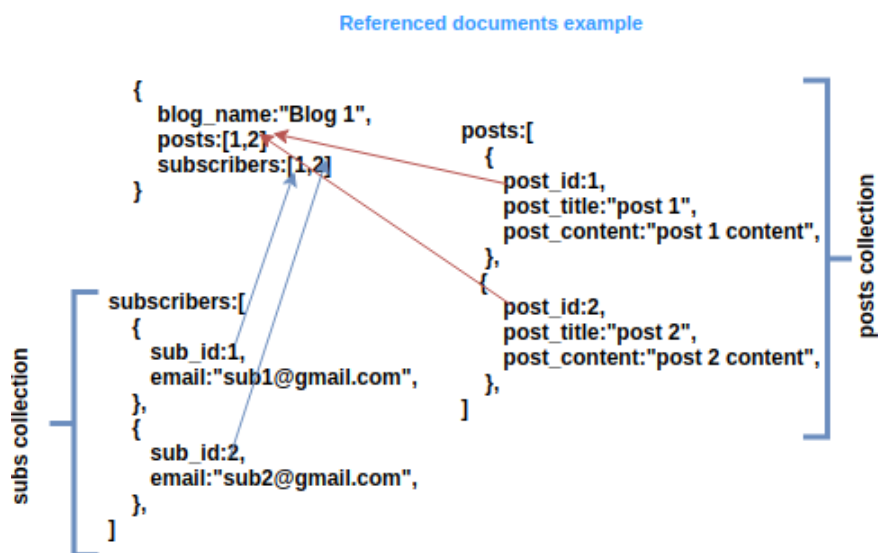 Referenced documents example
{
blog_name:"Blog 1",
posts:[1,2]
subscribers:[1,2]
}
posts:[
{
post_id:1,
post_title:"post 1",
post_content:"post 1 content",
},
{
post_id:2,
post_title:"post 2",
post_content:"post 2 content",
},
]
posts collection
subscribers:[
{
sub_id:1,
email:"sub1@gmail.com",
},
{
sub_id:2,
email:"sub2@gmail.com",
},
]
subs collection